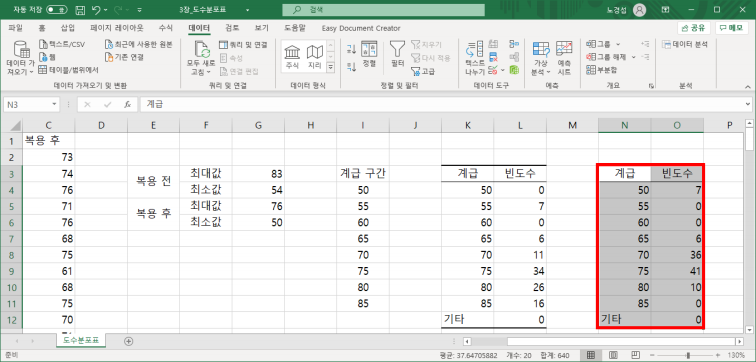 자동 저장
3장_도수분포표
검색
노경섭
파일 홈 삽입 페이지 레이아웃 수식 데이터 검토 보기 도움말 Easy Document Creator 공유 메모
데이터 가져오기
텍스트/CSV
웹
테이블/범위에서
최근에 사용한 원본
기존 연결
데이터 가져오기 및 변환
모두 새로 고침
쿼리 및 연결
속성
연결 편집
쿼리 및 연결
주식 지리
데이터 형식
정렬 필터
지우기
다시 적용
고급
정렬 및 필터
텍스트 나누기
데이터 도구
가상 분석
예측 시트
예측
그룹
그룹 해제
부분합
개요
데이터 분석
분석
N3 fx 계급
C D E F G H I J K L M N O P
1 복용 후
2 73
3 74 최대값 83 계급 구간 계급 빈도수 계급 빈도수
복용 전
4 76 최소값 54 50 50 0 50 7
5 71 최대값 76 55 55 7 55 0
복용 후
6 76 최소값 50 60 60 0 60 0
7 68 65 65 6 65 6
8 75 70 70 11 70 36
9 61 75 75 34 75 41
10 68 80 80 26 80 10
11 75 85 85 16 85 0
12 70 기타 0 기타 0
도수분포표
준비 평균: 37.64705882 개수: 20 합계: 640 130%